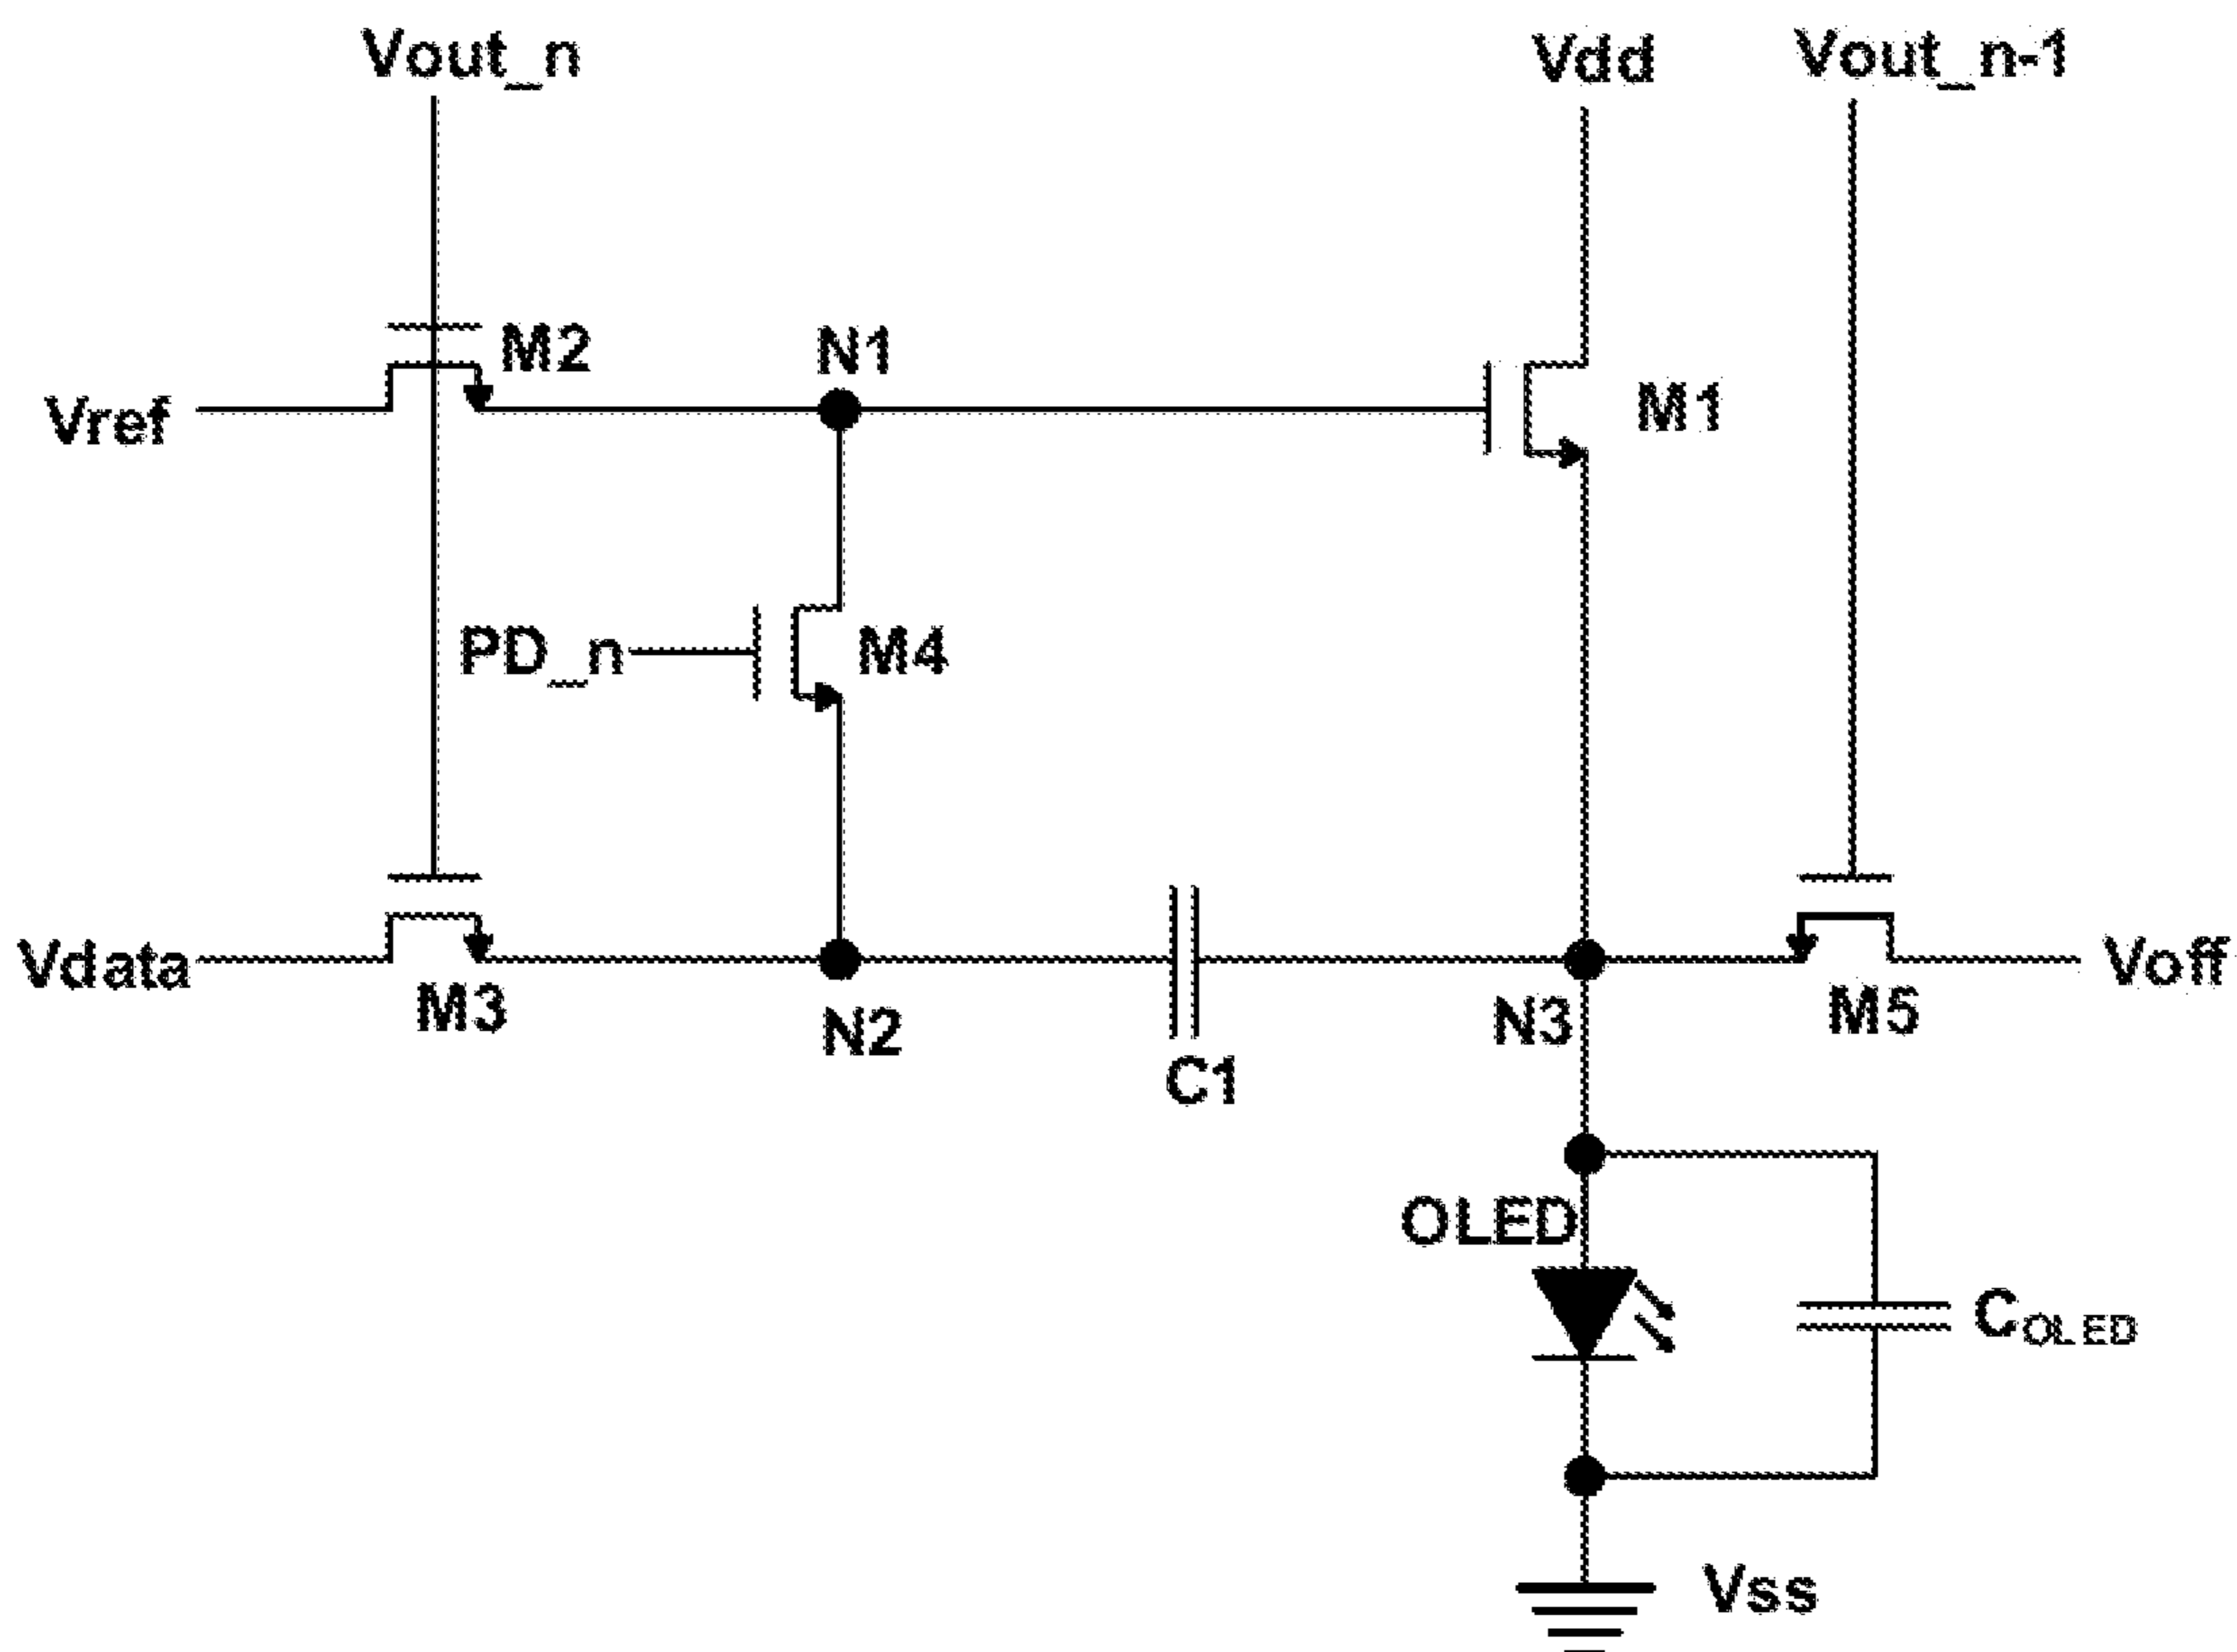 Vout_n
Vdd
Vout_n-1
M2
N1
M1
Vref
PD_n
M4
Vdata
M3
N2
C1
N3
M5
Voff
OLED
COLED
Vss